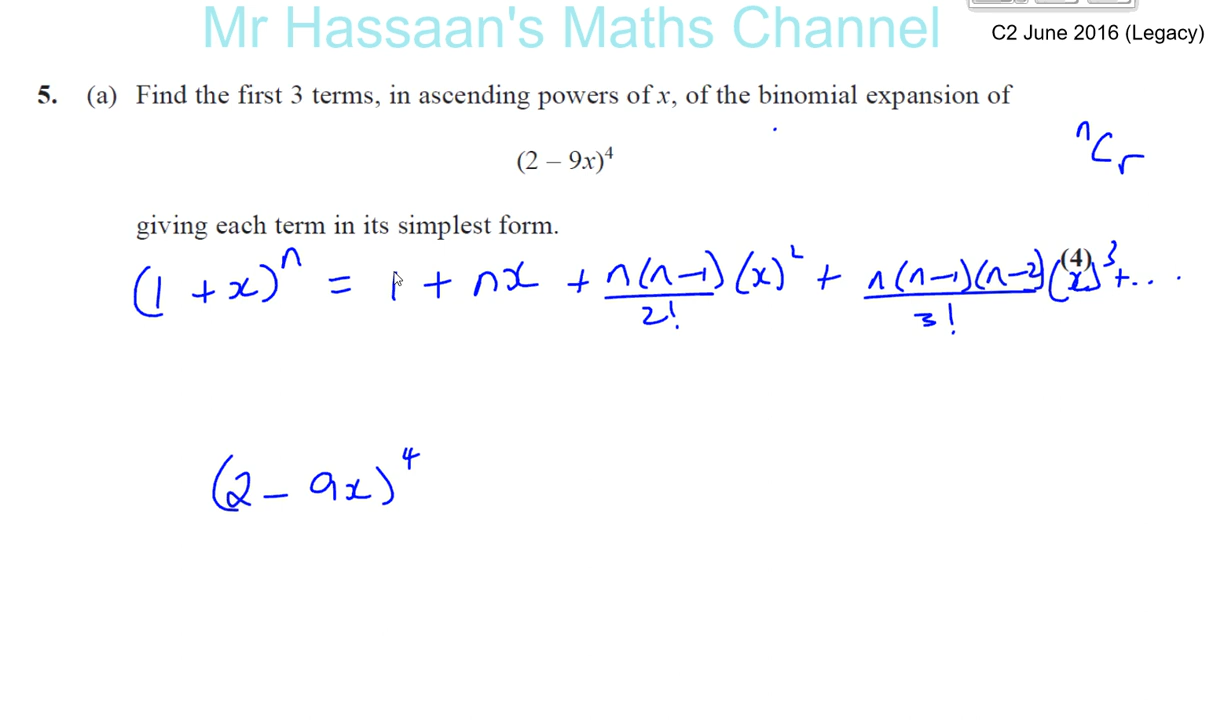 Mr Hassaan's Maths Channel
C2 June 2016 (Legacy)
5. (a) Find the first 3 terms, in ascending powers of x, of the binomial expansion of
(2 – 9x)⁴
ⁿCᵣ
giving each term in its simplest form.
(4)
(1 + x)ⁿ = 1 + nx + n(n-1)/2! (x)² + n(n-1)(n-2)/3! (x)³ + ...
(2 - 9x)⁴